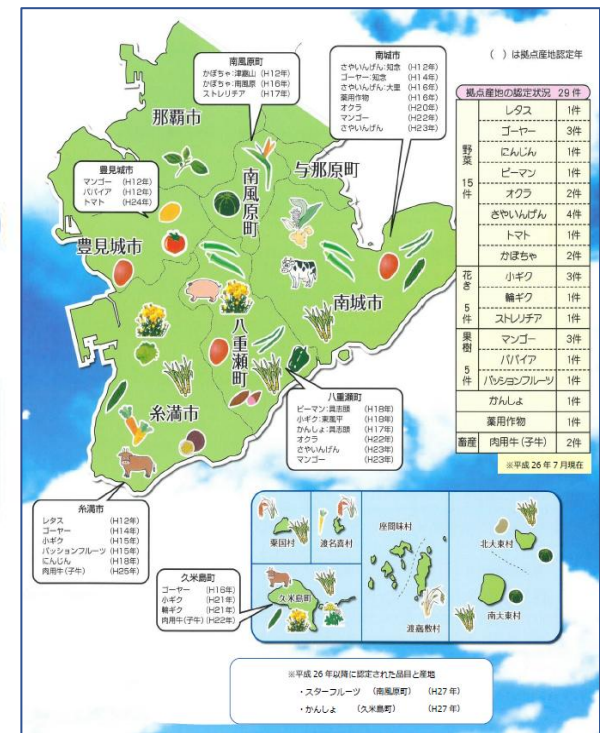 （　）は拠点産地認定年
南風原町
かぼちゃ:津嘉山 (H12年)
かぼちゃ:南風原 (H16年)
ストレリチア (H17年)
南城市
さやいんげん:知念 (H12年)
ゴーヤー:知念 (H14年)
さやいんげん:大里 (H16年)
薬用作物 (H16年)
オクラ (H20年)
マンゴー (H22年)
さやいんげん (H23年)
那覇市
与那原町
豊見城市
マンゴー (H12年)
パパイア (H12年)
トマト (H24年)
南風原町
豊見城市
南城市
八重瀬町
糸満市
八重瀬町
ピーマン:具志頭 (H18年)
小ギク:東風平 (H18年)
かんしょ:具志頭 (H17年)
オクラ (H22年)
さやいんげん (H23年)
マンゴー (H23年)
糸満市
レタス (H12年)
ゴーヤー (H14年)
小ギク (H15年)
パッションフルーツ (H15年)
にんじん (H18年)
肉用牛(子牛) (H25年)
拠点産地の認定状況 29件
野菜 15件
レタス 1件
ゴーヤー 3件
にんじん 1件
ピーマン 1件
オクラ 2件
さやいんげん 4件
トマト 1件
かぼちゃ 2件
花き 5件
小ギク 3件
輪ギク 1件
ストレリチア 1件
果樹 5件
マンゴー 3件
パパイア 1件
パッションフルーツ 1件
かんしょ 1件
薬用作物 1件
畜産 肉用牛(子牛) 2件
※平成26年7月現在
久米島町
ゴーヤー (H16年)
小ギク (H21年)
輪ギク (H21年)
肉用牛(子牛) (H22年)
粟国村
渡名喜村
久米島町
座間味村
渡嘉敷村
北大東村
南大東村
※平成26年以降に認定された品目と産地
・スターフルーツ （南風原町） (H27年)
・かんしょ （久米島町） (H27年)